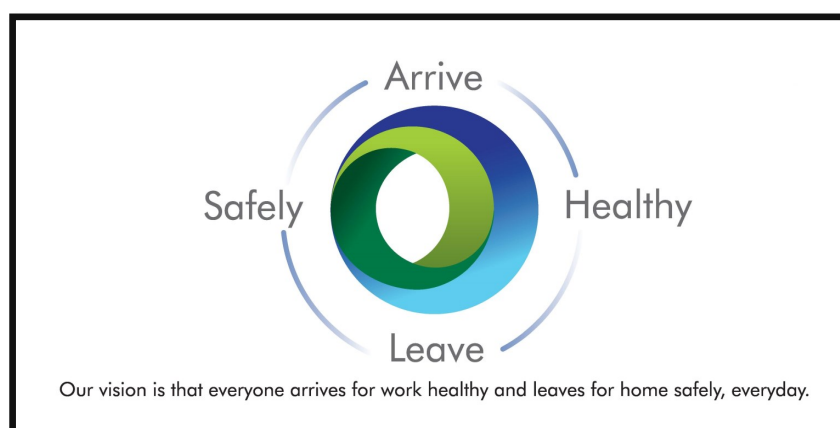 Arrive
Safely Healthy
Leave
Our vision is that everyone arrives for work healthy and leaves for home safely, everyday.